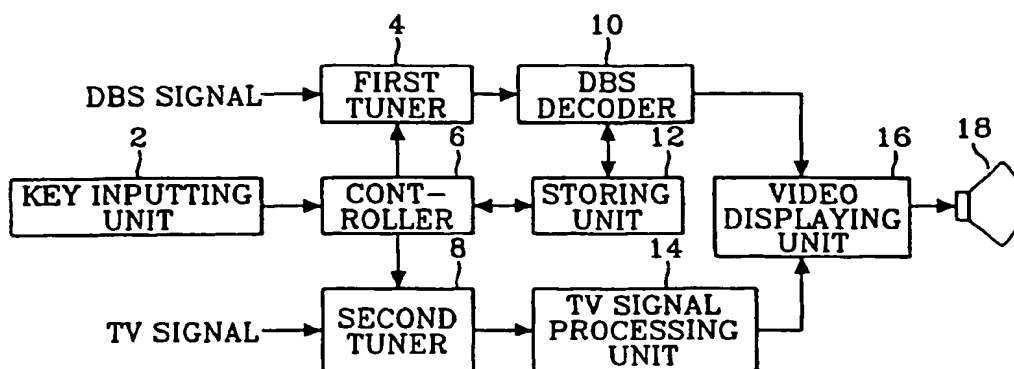 4
10
DBS SIGNAL
FIRST
TUNER
DBS
DECODER
2
6
12
16
18
KEY INPUTTING
UNIT
CONT-
ROLLER
STORING
UNIT
VIDEO
DISPLAYING
UNIT
8
14
TV SIGNAL
SECOND
TUNER
TV SIGNAL
PROCESSING
UNIT